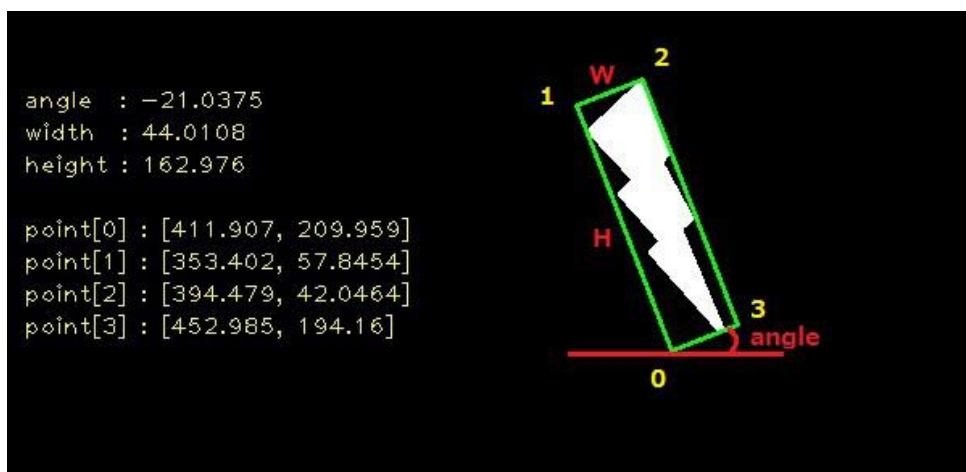 angle : -21.0375
width : 44.0108
height : 162.976
point[0] : [411.907, 209.959]
point[1] : [353.402, 57.8454]
point[2] : [394.479, 42.0464]
point[3] : [452.985, 194.16]
2
W
1
H
3
angle
0